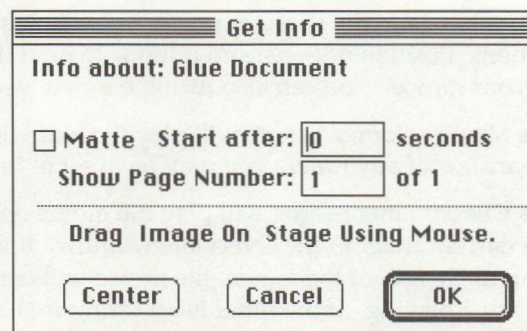 Get Info
Info about: Glue Document
Matte Start after: 0 seconds
Show Page Number: 1 of 1
Drag Image On Stage Using Mouse.
Center Cancel OK